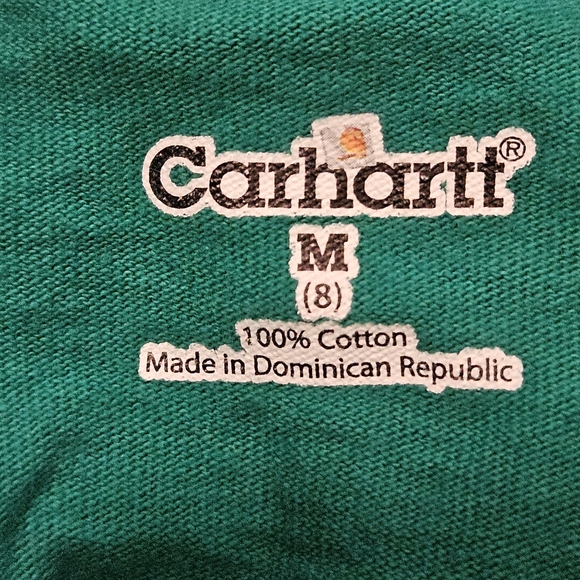 Carhartt®
M
(8)
100% Cotton
Made in Dominican Republic